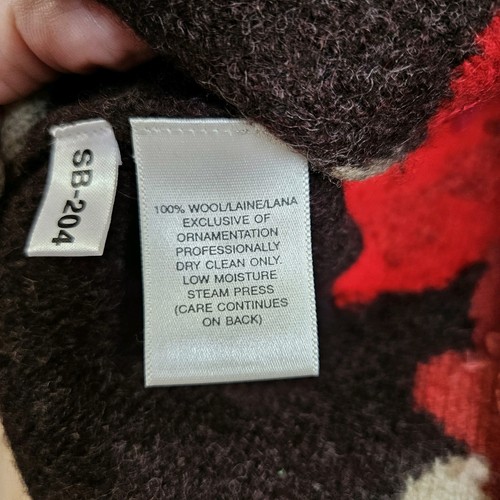 SB-204
100% WOOL/LAINE/LANA
EXCLUSIVE OF
ORNAMENTATION
PROFESSIONALLY
DRY CLEAN ONLY.
LOW MOISTURE
STEAM PRESS
(CARE CONTINUES
ON BACK)